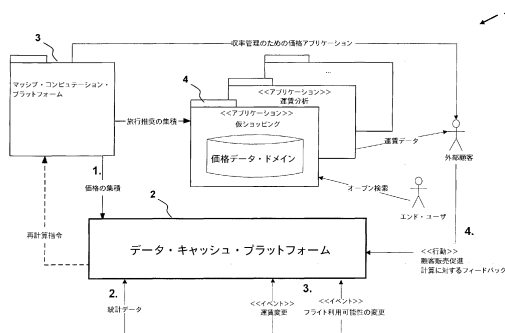 3
マッシブ・コンピュテーション・
プラットフォーム
収率管理のための価格アプリケーション
4
...
<<アプリケーション>>
運賃分析
<<アプリケーション>>
仮ショッピング
価格データ・ドメイン
旅行推奨の集積
運賃データ
外部顧客
オープン検索
エンド・ユーザ
1.
価格の集積
再計算指令
2
データ・キャッシュ・プラットフォーム
4.
<<行動>>
顧客販売促進
計算に対するフィードバック
2.
統計データ
3.
<<イベント>>
運賃変更
<<イベント>>
フライト利用可能性の変更